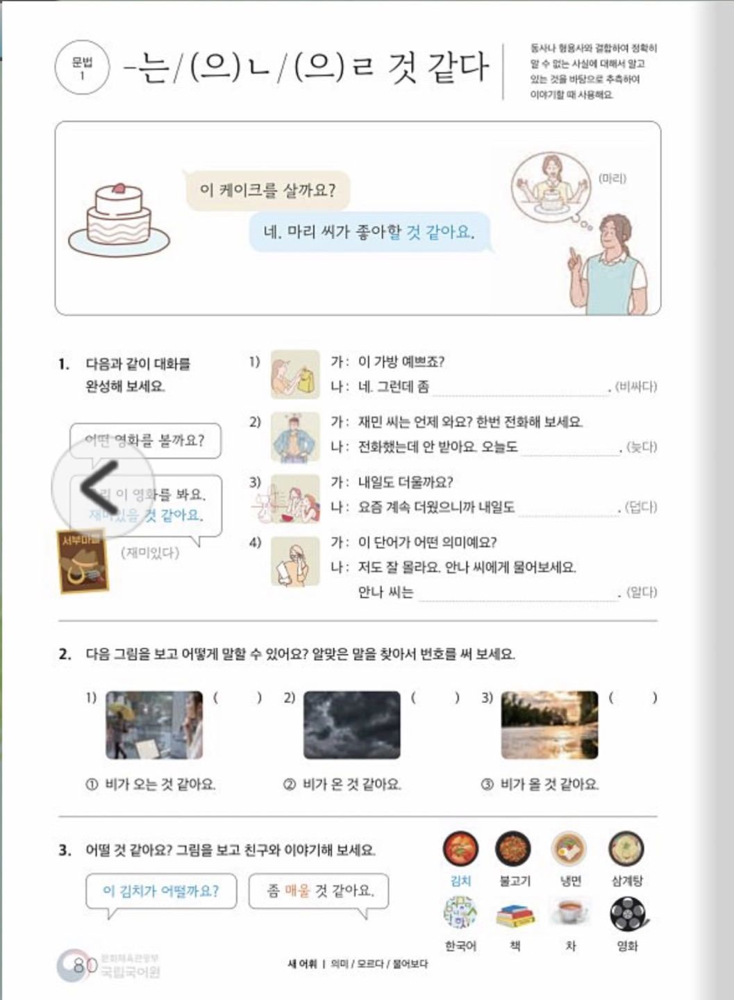 문법
1
-는/(으)ㄴ/(으)ㄹ 것 같다
동사나 형용사와 결합하여 정확히
알 수 없는 사실에 대해서 알고
있는 것을 바탕으로 추측하여
이야기할 때 사용해요.
이 케이크를 살까요?
네. 마리 씨가 좋아할 것 같아요.
(마리)
1. 다음과 같이 대화를
완성해 보세요.
어떤 영화를 볼까요?
우리 이 영화를 봐요.
재미있을 것 같아요.
(재미있다)
1)
가: 이 가방 예쁘죠?
나: 네. 그런데 좀 . (비싸다)
2)
가: 재민 씨는 언제 와요? 한번 전화해 보세요.
나: 전화했는데 안 받아요. 오늘도 . (늦다)
3)
가: 내일도 더울까요?
나: 요즘 계속 더웠으니까 내일도 . (덥다)
4)
가: 이 단어가 어떤 의미예요?
나: 저도 잘 몰라요. 안나 씨에게 물어보세요.
안나 씨는 . (알다)
2. 다음 그림을 보고 어떻게 말할 수 있어요? 알맞은 말을 찾아서 번호를 써 보세요.
1) ( ) 2) ( ) 3) ( )
① 비가 오는 것 같아요. ② 비가 온 것 같아요. ③ 비가 올 것 같아요.
3. 어떨 것 같아요? 그림을 보고 친구와 이야기해 보세요.
이 김치가 어떨까요? 좀 매울 것 같아요.
김치 불고기 냉면 삼계탕
한국어 책 차 영화
80
문화체육관광부
국립국어원
새 어휘 | 의미 / 모르다 / 물어보다